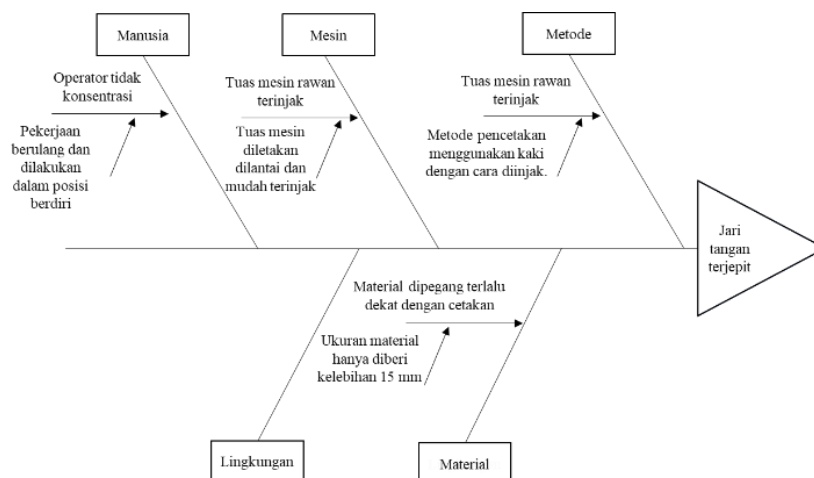 Manusia
Mesin
Metode
Operator tidak
konsentrasi
Pekerjaan
berulang dan
dilakukan
dalam posisi
berdiri
Tuas mesin rawan
terinjak
Tuas mesin
diletakan
dilantai dan
mudah terinjak
Tuas mesin rawan
terinjak
Metode pencetakan
menggunakan kaki
dengan cara diinjak.
Jari
tangan
terjepit
Material dipegang terlalu
dekat dengan cetakan
Ukuran material
hanya diberi
kelebihan 15 mm
Lingkungan
Material